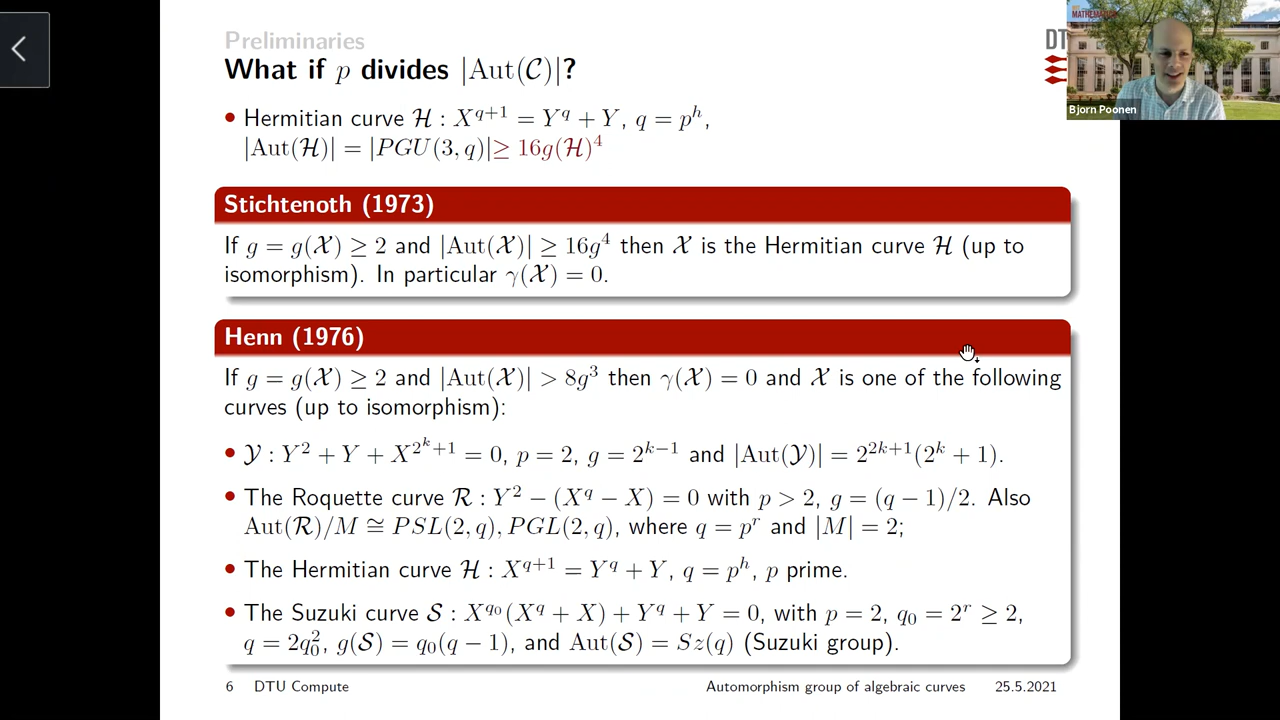 Preliminaries
What if p divides |Aut(𝒞)|?
DT
MATHEMAT
Bjorn Poonen
• Hermitian curve ℋ : X^{q+1} = Y^q + Y, q = p^h,
|Aut(ℋ)| = |PGU(3, q)| ≥ 16g(ℋ)^4
Stichtenoth (1973)
If g = g(𝒳) ≥ 2 and |Aut(𝒳)| ≥ 16g^4 then 𝒳 is the Hermitian curve ℋ (up to
isomorphism). In particular γ(𝒳) = 0.
Henn (1976)
If g = g(𝒳) ≥ 2 and |Aut(𝒳)| > 8g^3 then γ(𝒳) = 0 and 𝒳 is one of the following
curves (up to isomorphism):
• 𝒴 : Y^2 + Y + X^{2^k+1} = 0, p = 2, g = 2^{k−1} and |Aut(𝒴)| = 2^{2k+1}(2^k + 1).
• The Roquette curve ℛ : Y^2 − (X^q − X) = 0 with p > 2, g = (q − 1)/2. Also
Aut(ℛ)/M ≅ PSL(2, q), PGL(2, q), where q = p^r and |M| = 2;
• The Hermitian curve ℋ : X^{q+1} = Y^q + Y, q = p^h, p prime.
• The Suzuki curve 𝒮 : X^{q_0}(X^q + X) + Y^q + Y = 0, with p = 2, q_0 = 2^r ≥ 2,
q = 2q_0^2, g(𝒮) = q_0(q − 1), and Aut(𝒮) = Sz(q) (Suzuki group).
6 DTU Compute Automorphism group of algebraic curves 25.5.2021